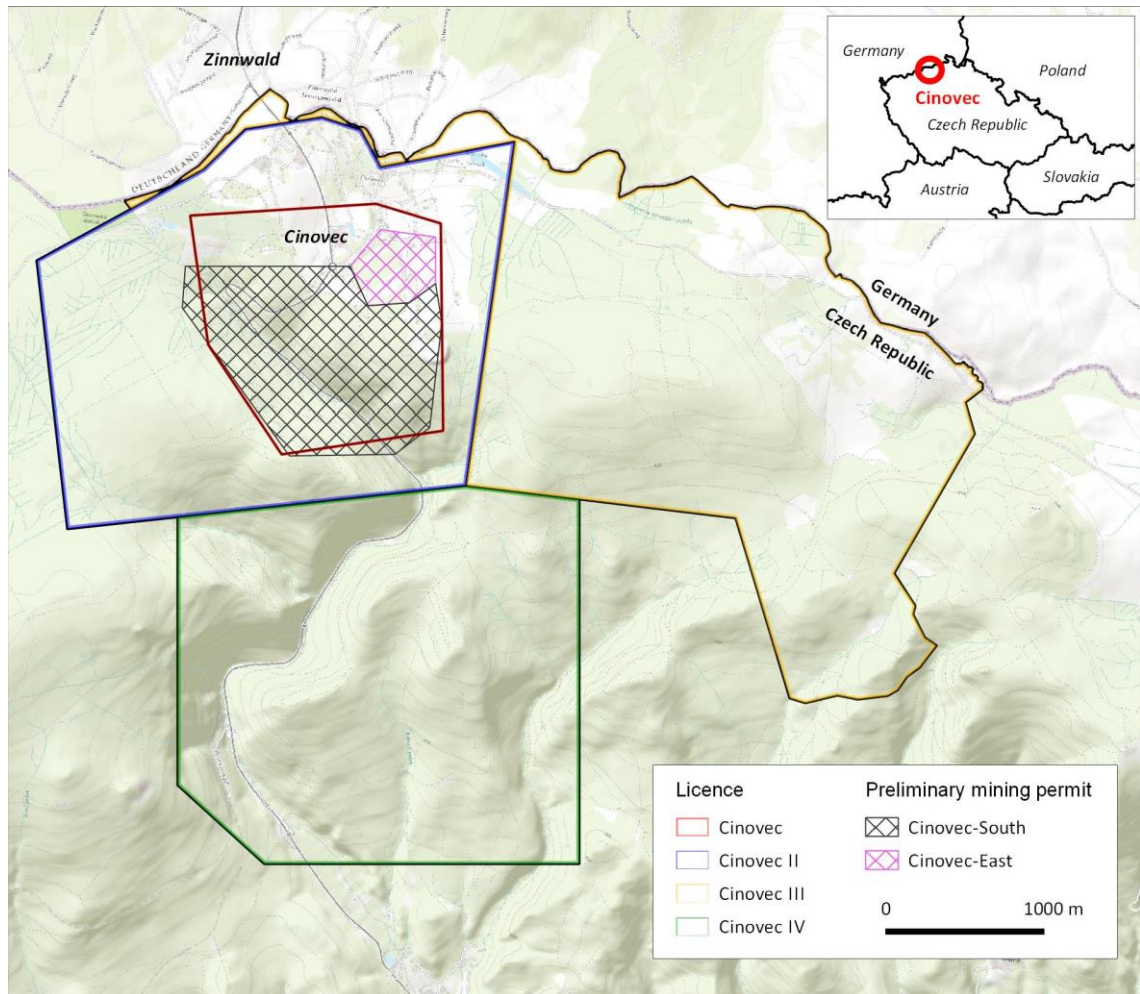 Zinnwald
DEUTSCHLAND GERMANY
Cinovec
Germany
Czech Republic
Germany
Poland
Cinovec
Czech Republic
Austria
Slovakia
Licence
Cinovec
Cinovec II
Cinovec III
Cinovec IV
Preliminary mining permit
Cinovec-South
Cinovec-East
0 1000 m